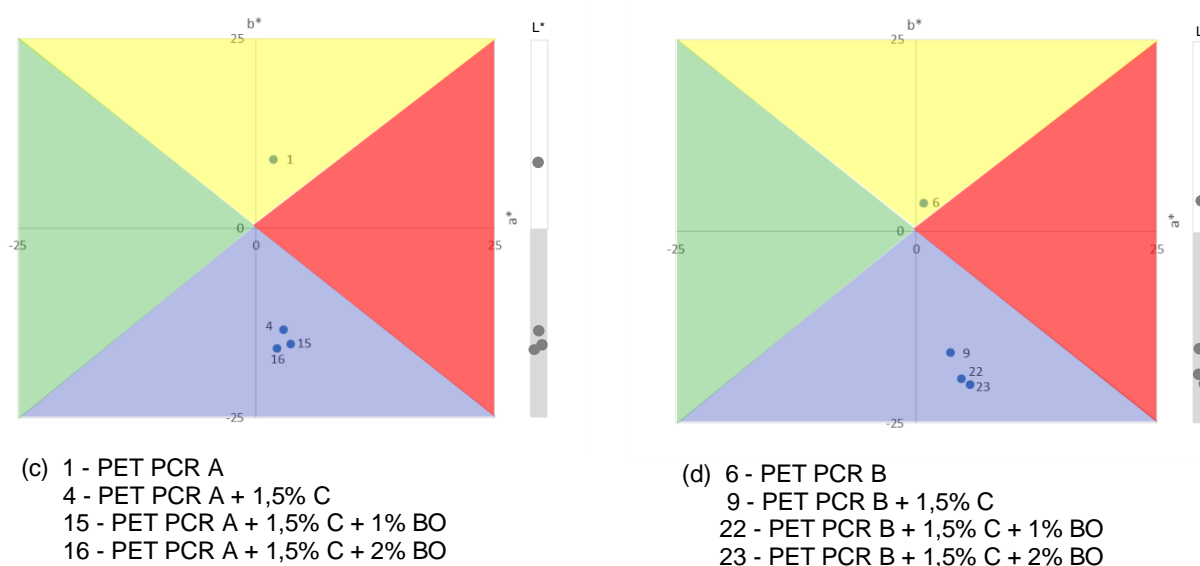 b*
25
L*
1
a*
-25
0
0
25
4
15
16
-25
(c) 1 - PET PCR A
4 - PET PCR A + 1,5% C
15 - PET PCR A + 1,5% C + 1% BO
16 - PET PCR A + 1,5% C + 2% BO
b*
25
L
6
a*
-25
0
0
25
9
22
23
-25
(d) 6 - PET PCR B
9 - PET PCR B + 1,5% C
22 - PET PCR B + 1,5% C + 1% BO
23 - PET PCR B + 1,5% C + 2% BO